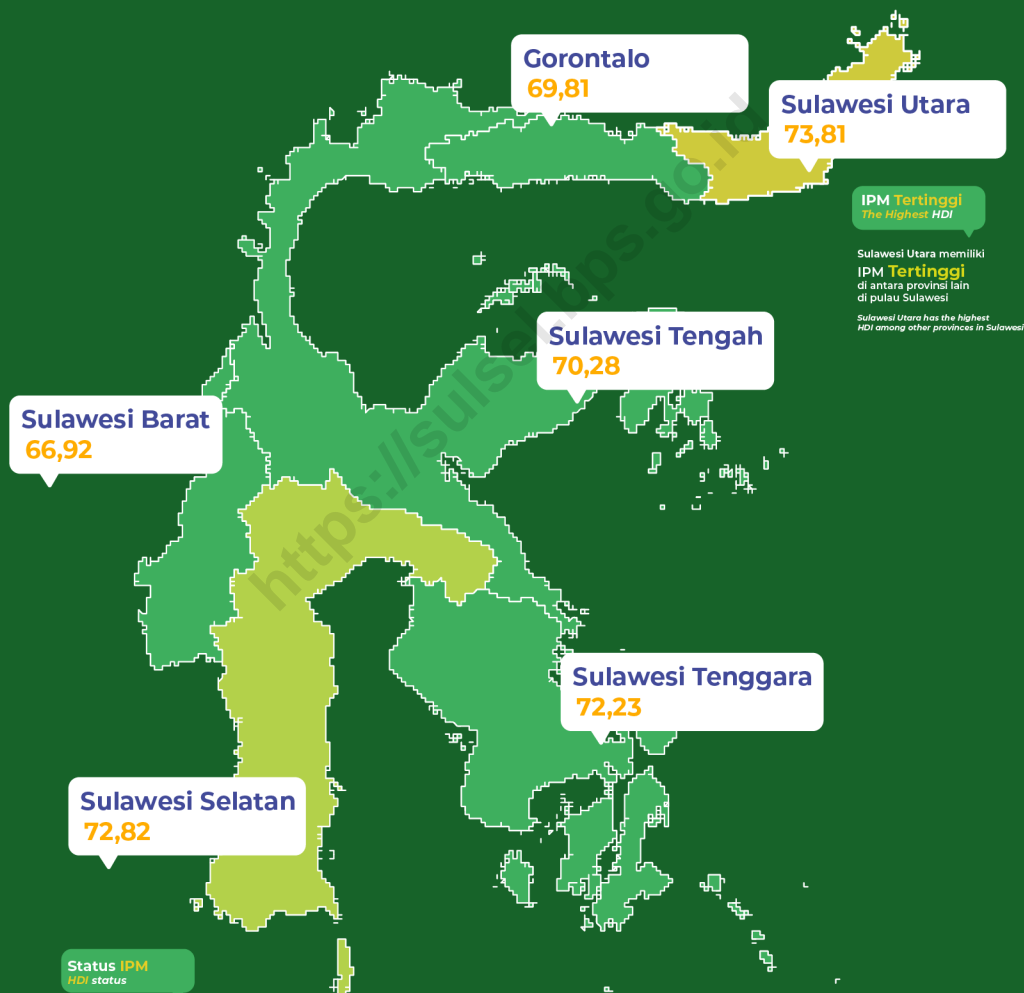 Gorontalo
69,81
Sulawesi Utara
73,81
IPM Tertinggi
The Highest HDI
Sulawesi Utara memiliki
IPM Tertinggi
di antara provinsi lain
di pulau Sulawesi
Sulawesi Utara has the highest
HDI among other provinces in Sulawesi
Sulawesi Tengah
70,28
Sulawesi Barat
66,92
Sulawesi Tenggara
72,23
Sulawesi Selatan
72,82
Status IPM
HDI status
https://sulsel.bps.go.id